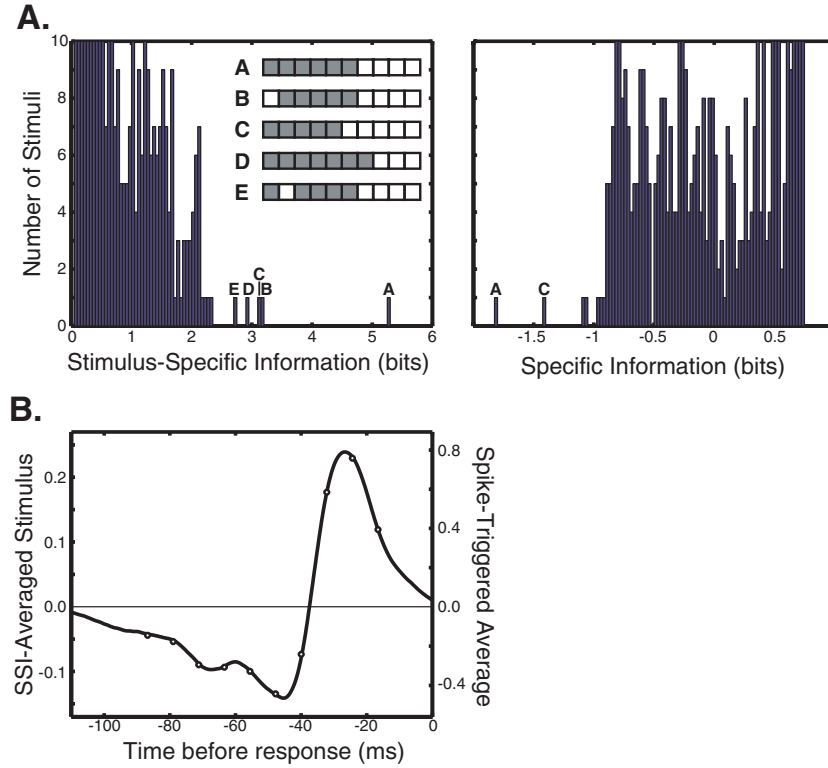 A.
10
8
6
4
2
0
Number of Stimuli
A
B
C
D
E
C
E D B A
0 1 2 3 4 5 6
Stimulus-Specific Information (bits)
A C
-1.5 -1 -0.5 0 0.5
Specific Information (bits)
B.
0.2
0.1
0.0
-0.1
SSI-Averaged Stimulus
0.8
0.4
0.0
-0.4
Spike-Triggered Average
-100 -80 -60 -40 -20 0
Time before response (ms)